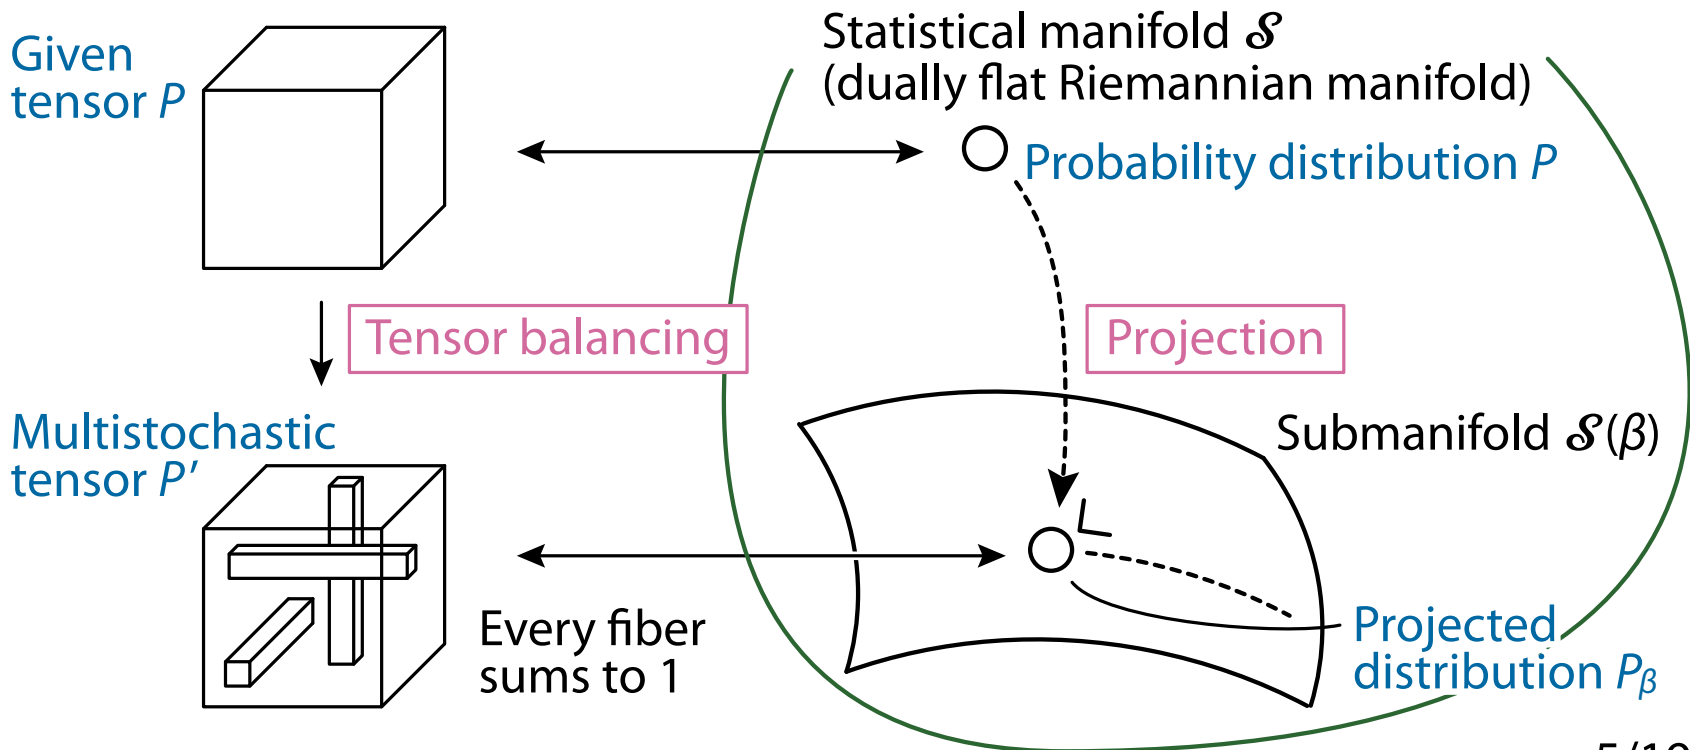 Given
tensor P
Statistical manifold 𝓢
(dually flat Riemannian manifold)
Probability distribution P
Tensor balancing
Projection
Multistochastic
tensor P′
Submanifold 𝓢(β)
Every fiber
sums to 1
Projected
distribution Pβ